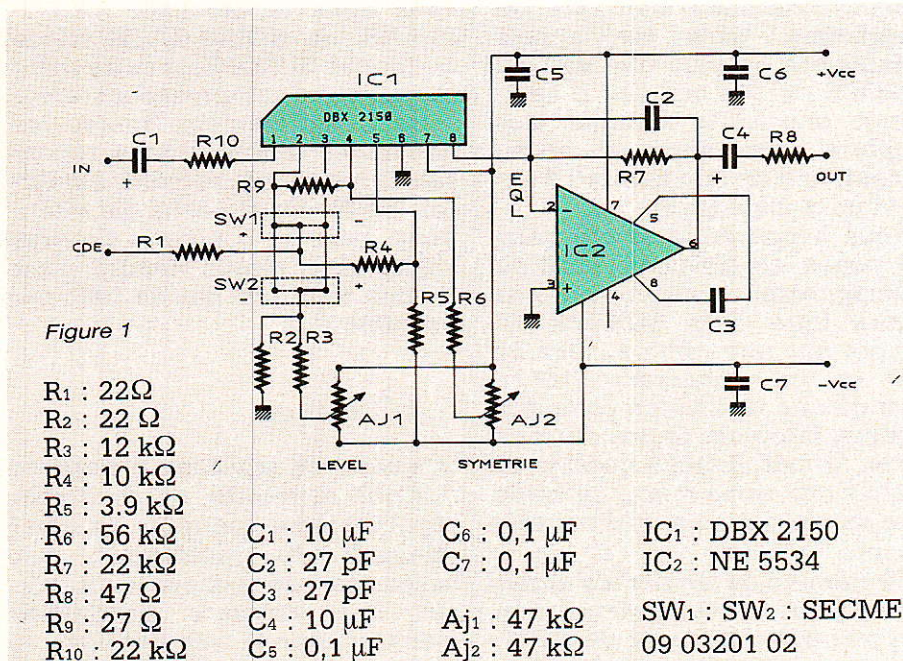 IC1
DBX 2150
1 2 3 4 5 6 7 8
C1
R10
IN
+
R9
SW1
+
-
CDE
R1
R4
+
SW2
-
R5
R6
R2
R3
AJ1
AJ2
LEVEL
SYMETRIE
C5
C6
+Vcc
C2
C4
R8
R7
+
OUT
EQL
2
-
7
5
IC2
6
3
+
4
8
C3
C7
-Vcc
Figure 1
R1 : 22Ω
R2 : 22 Ω
R3 : 12 kΩ
R4 : 10 kΩ
R5 : 3.9 kΩ
R6 : 56 kΩ
R7 : 22 kΩ
R8 : 47 Ω
R9 : 27 Ω
R10 : 22 kΩ
C1 : 10 µF
C2 : 27 pF
C3 : 27 pF
C4 : 10 µF
C5 : 0,1 µF
C6 : 0,1 µF
C7 : 0,1 µF
Aj1 : 47 kΩ
Aj2 : 47 kΩ
IC1 : DBX 2150
IC2 : NE 5534
SW1 : SW2 : SECME
09 03201 02